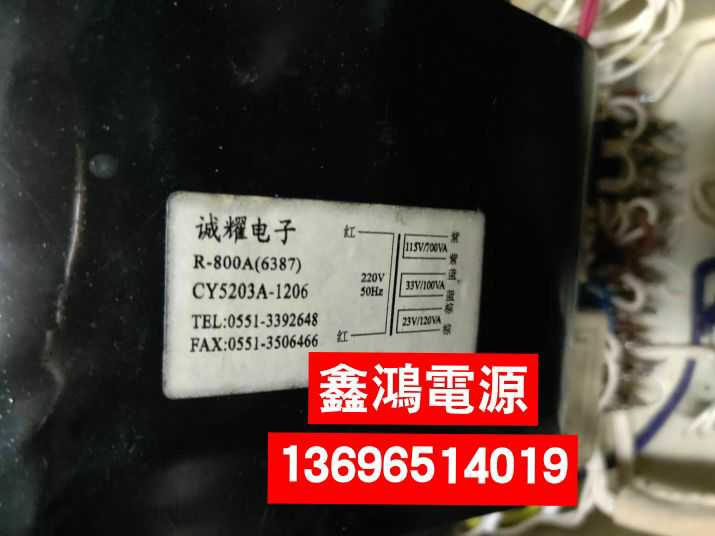 诚耀电子
R-800A(6387)
CY5203A-1206
TEL:0551-3392648
FAX:0551-3506466
红
220V
50Hz
红
115V/700VA
33V/100VA
23V/120VA
鑫鴻電源
13696514019